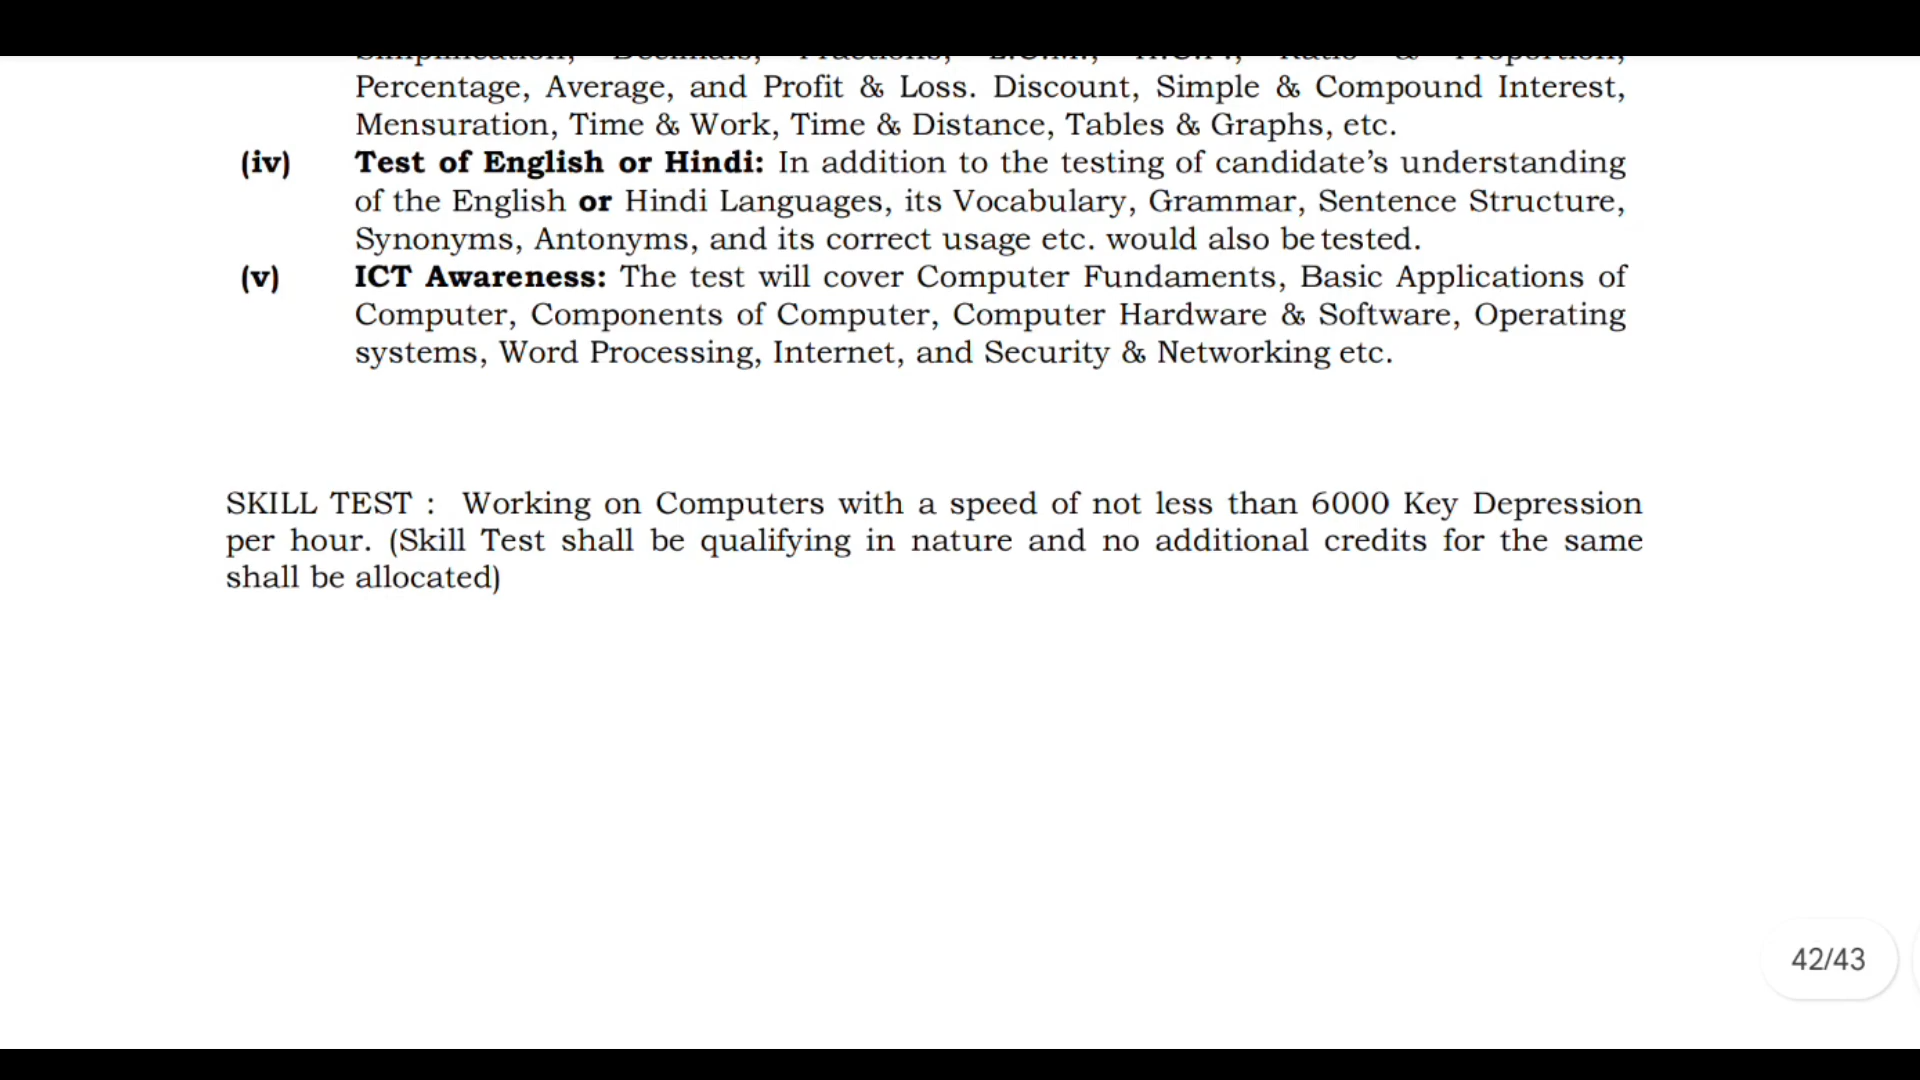 Simplification, Decimals, Fractions, L.C.M., H.C.F., Ratio & Proportion,
Percentage, Average, and Profit & Loss. Discount, Simple & Compound Interest,
Mensuration, Time & Work, Time & Distance, Tables & Graphs, etc.
(iv) Test of English or Hindi: In addition to the testing of candidate’s understanding
of the English or Hindi Languages, its Vocabulary, Grammar, Sentence Structure,
Synonyms, Antonyms, and its correct usage etc. would also be tested.
(v) ICT Awareness: The test will cover Computer Fundaments, Basic Applications of
Computer, Components of Computer, Computer Hardware & Software, Operating
systems, Word Processing, Internet, and Security & Networking etc.
SKILL TEST : Working on Computers with a speed of not less than 6000 Key Depression
per hour. (Skill Test shall be qualifying in nature and no additional credits for the same
shall be allocated)
42/43